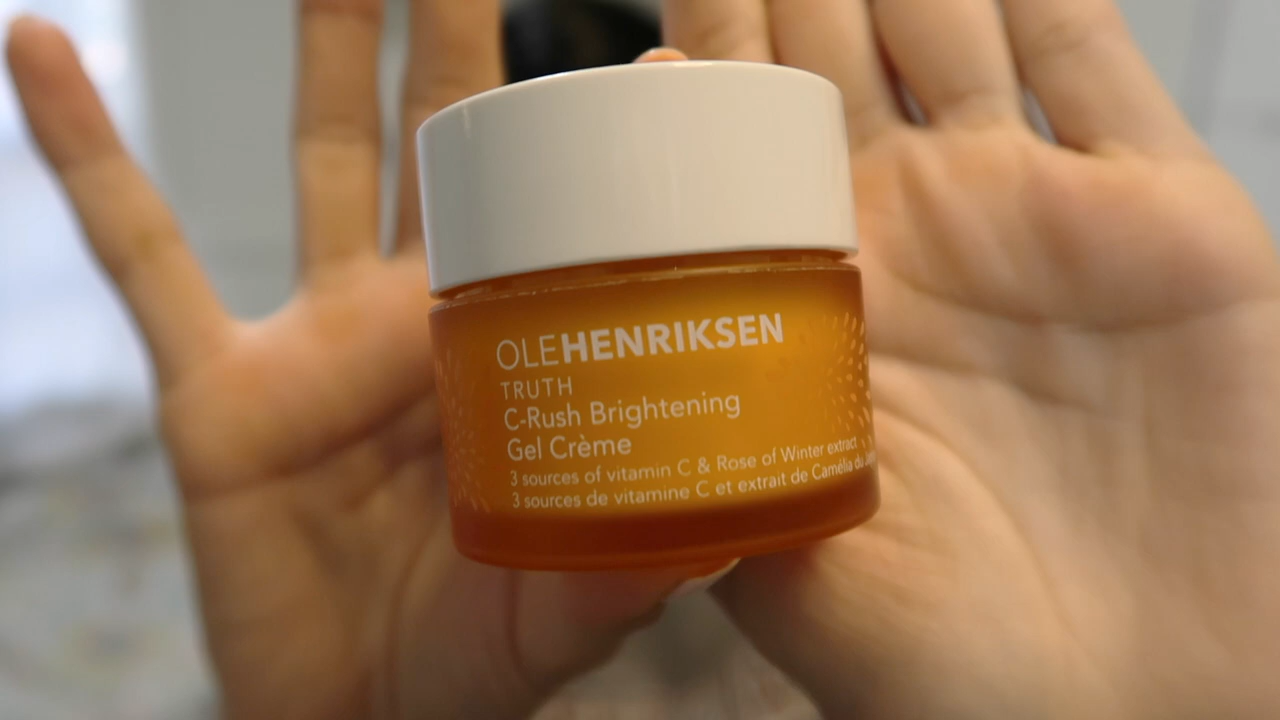 OLEHENRIKSEN
TRUTH
C-Rush Brightening
Gel Crème
3 sources of vitamin C & Rose of Winter extract
3 sources de vitamine C et extrait de Camélia du